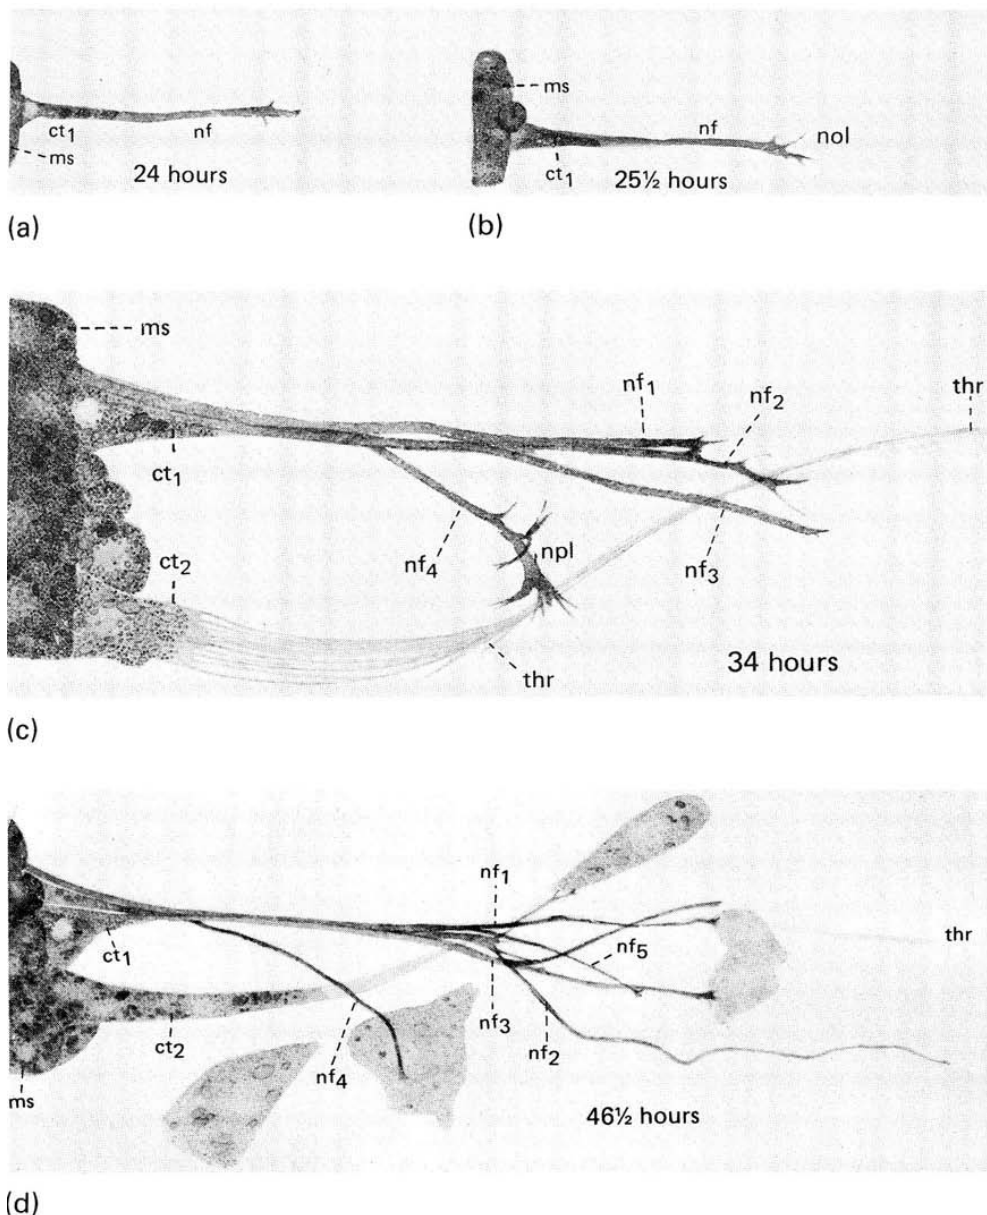 ct1
nf
ms
24 hours
(a)
ms
nf
nol
ct1
25½ hours
(b)
ms
nf1
nf2
thr
ct1
ct2
nf4
npl
nf3
thr
34 hours
(c)
nf1
nf5
thr
ct1
ct2
nf4
nf3
nf2
ms
46½ hours
(d)